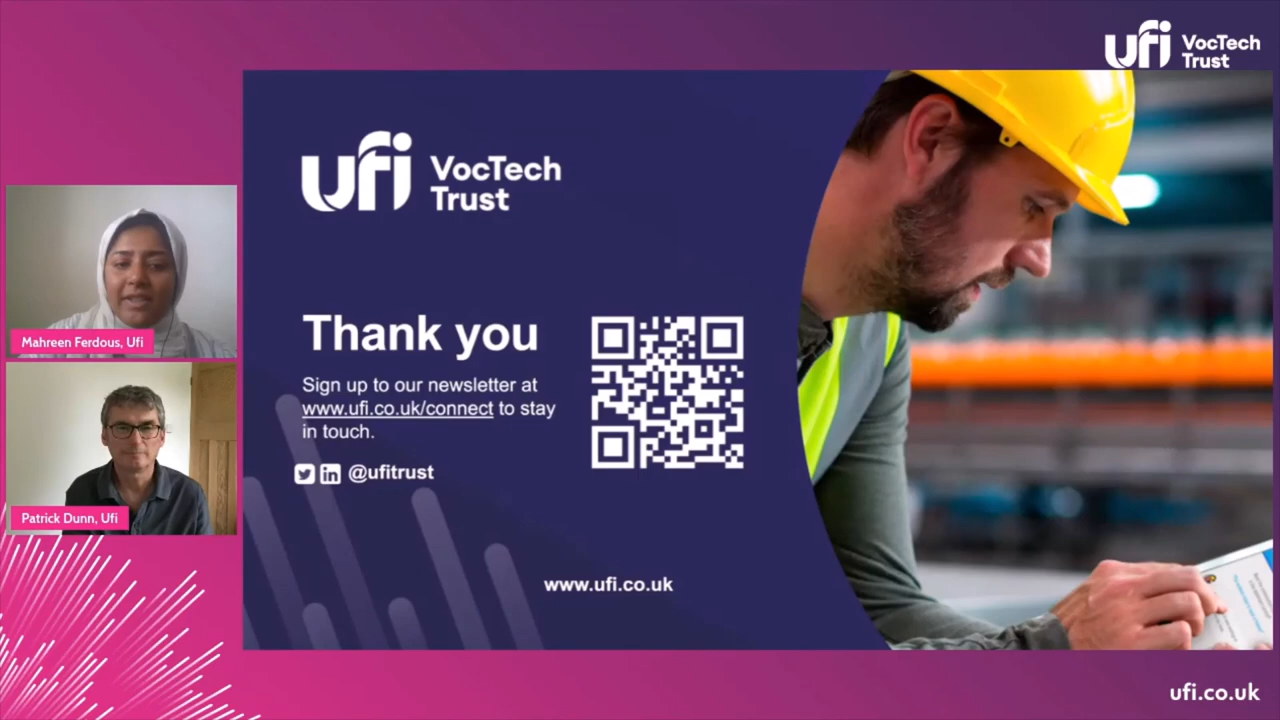 ufi VocTech
Trust
ufi VocTech
Trust
Mahreen Ferdous, Ufi
Patrick Dunn, Ufi
Thank you
Sign up to our newsletter at
www.ufi.co.uk/connect to stay
in touch.
in @ufitrust
www.ufi.co.uk
ufi.co.uk